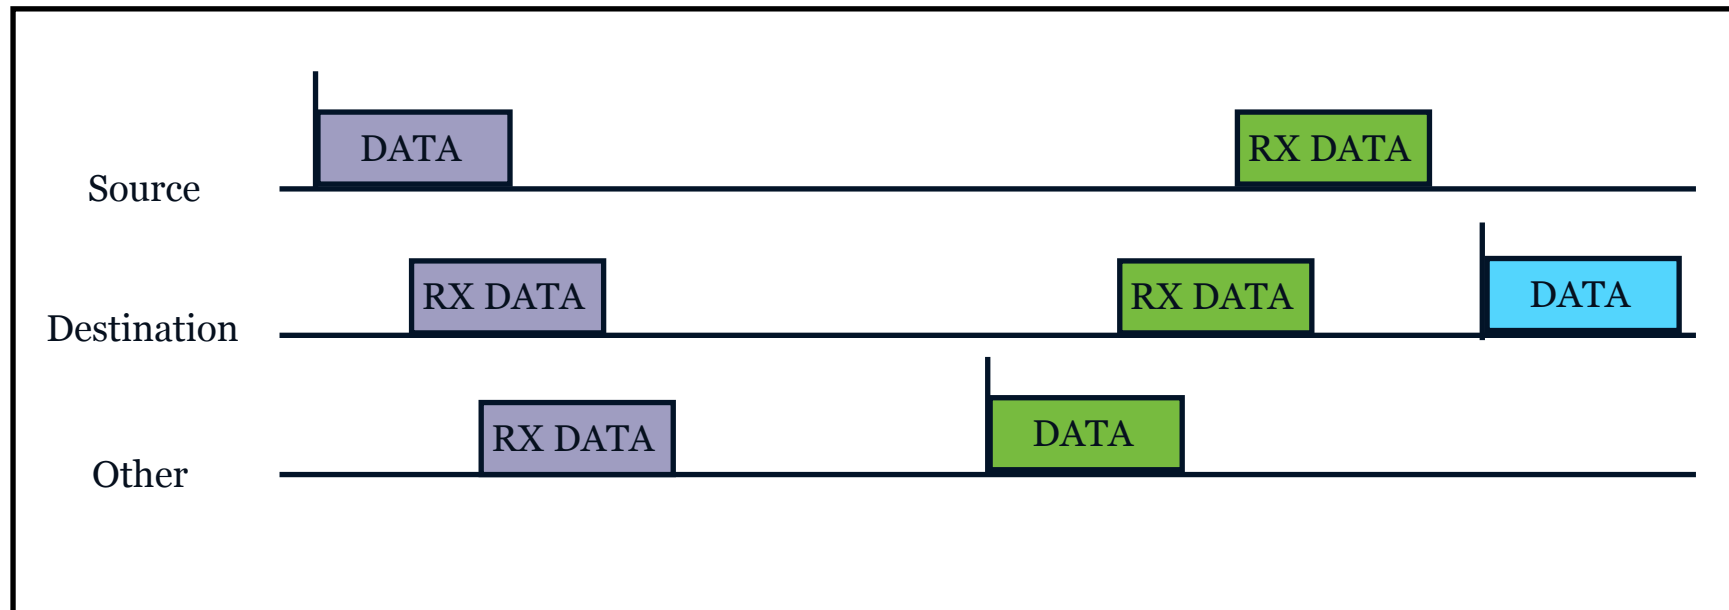 DATA
RX DATA
Source
RX DATA
RX DATA
DATA
Destination
RX DATA
DATA
Other